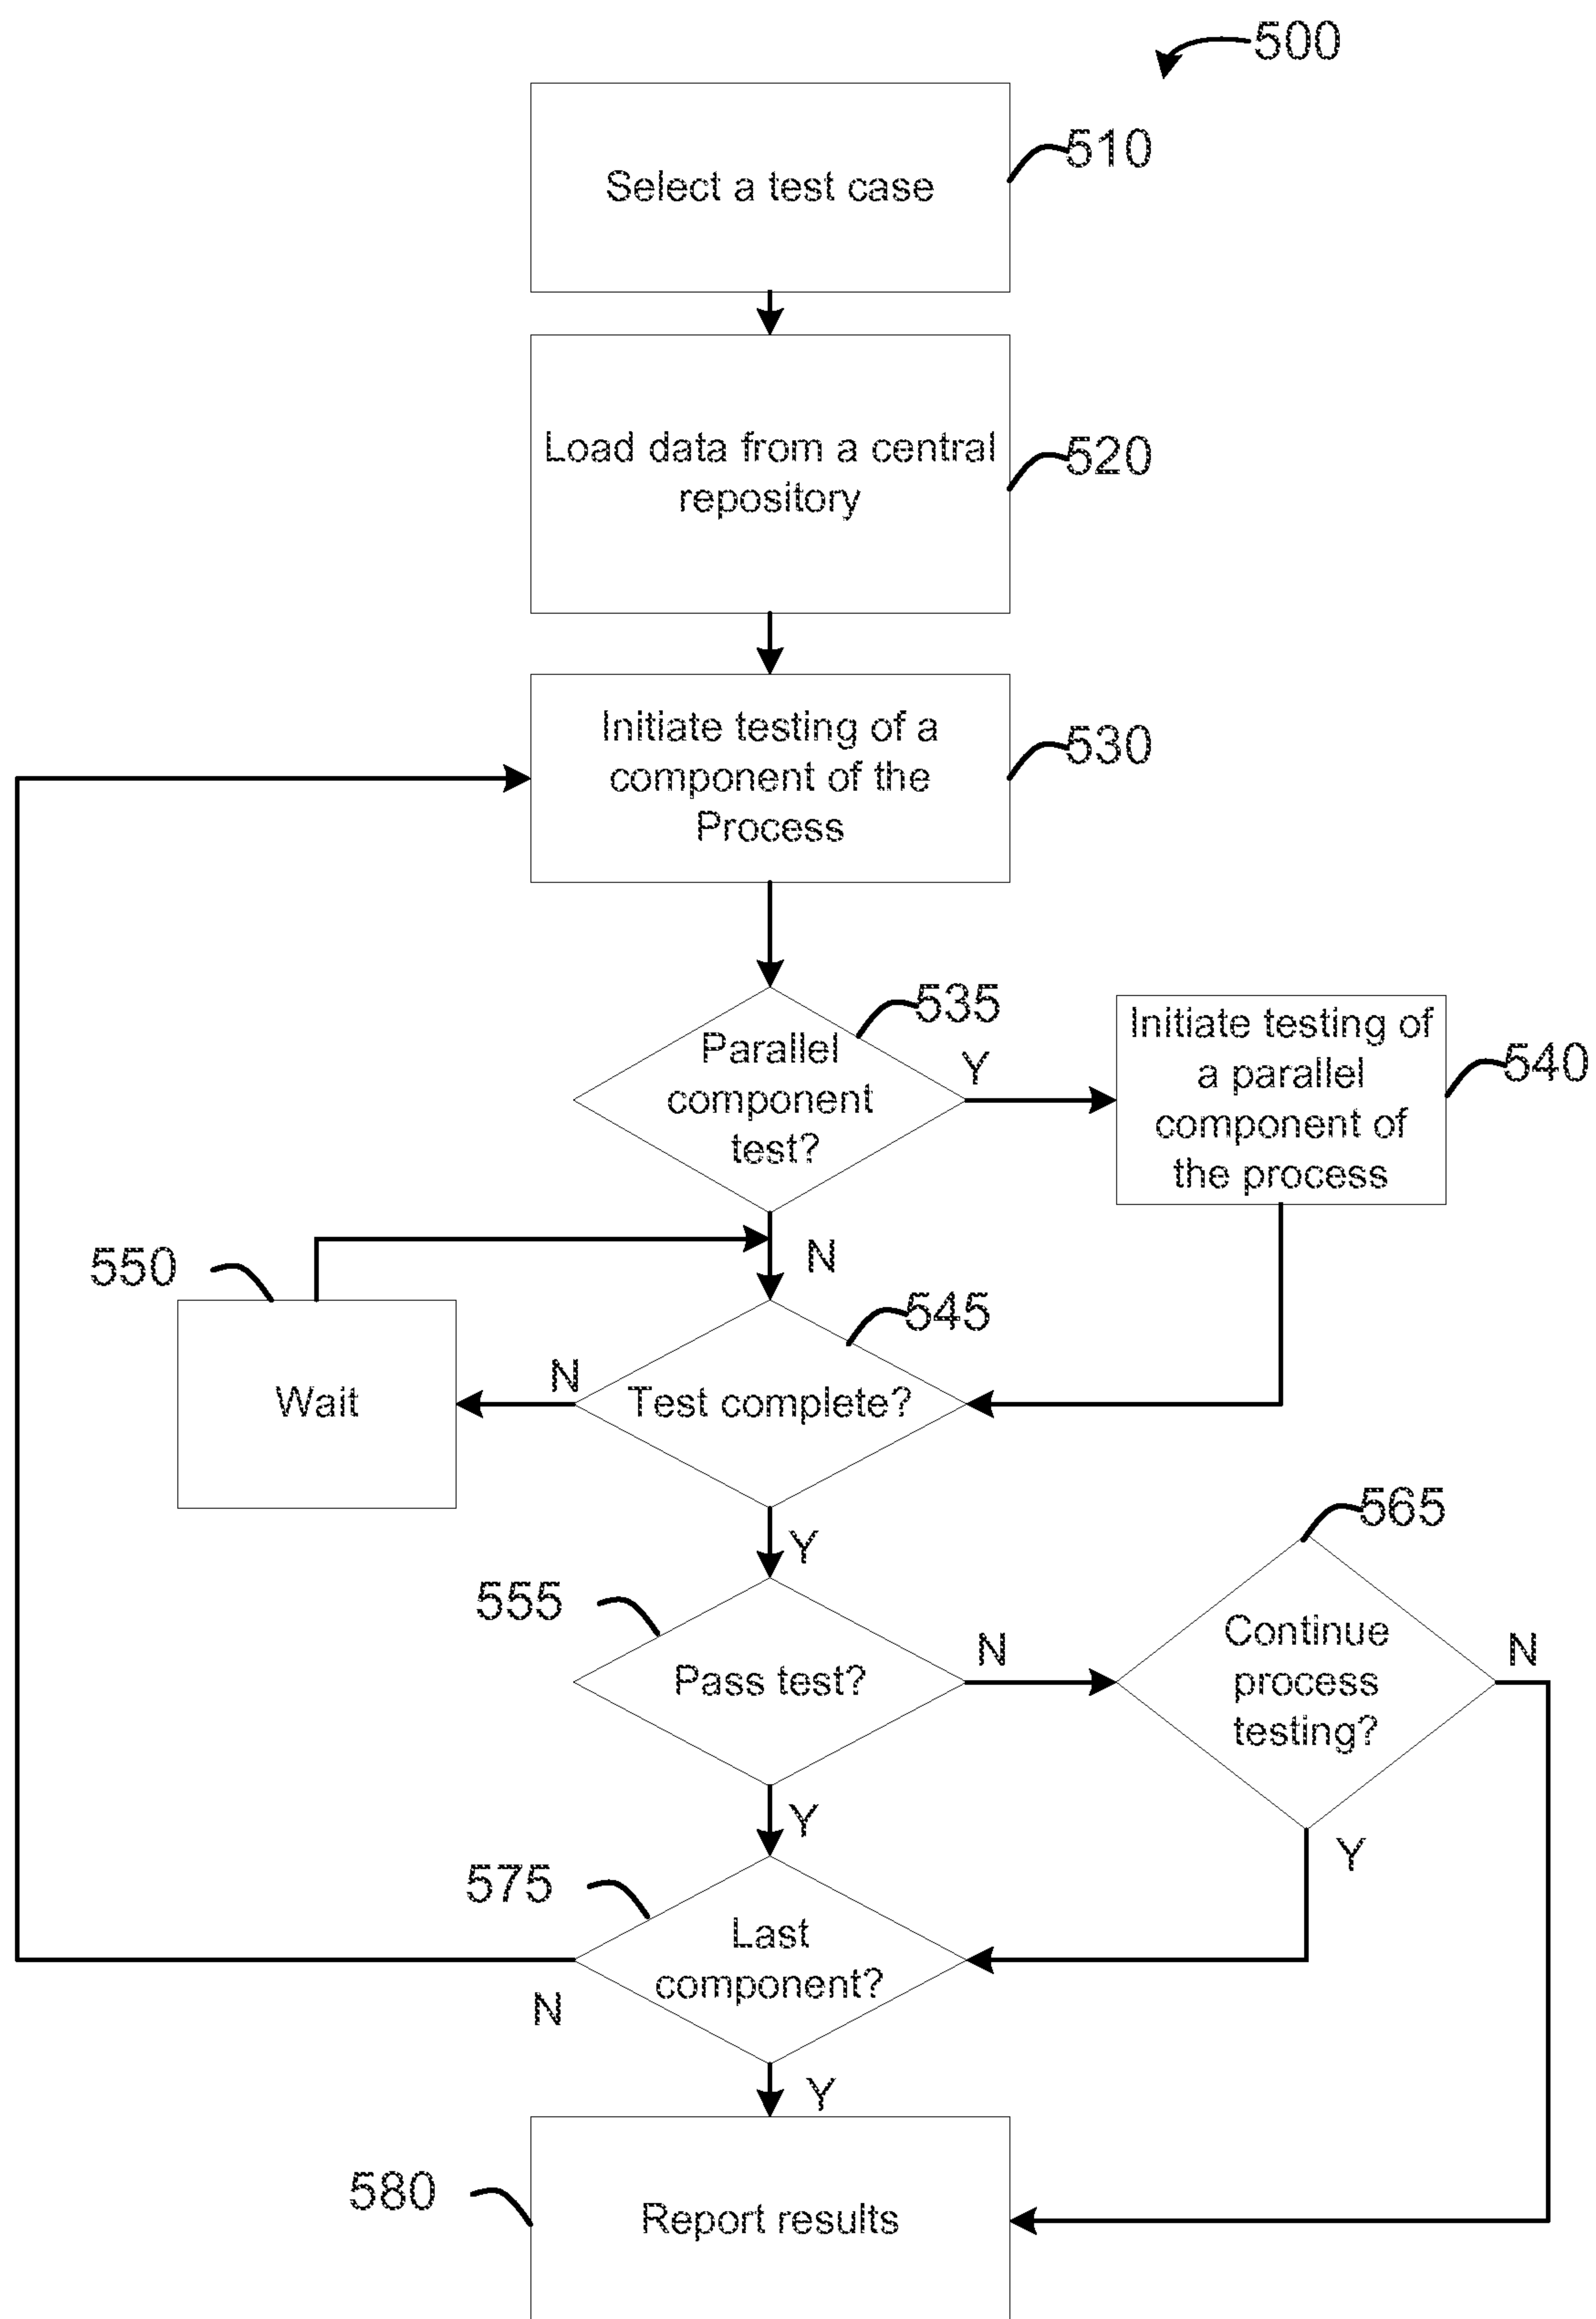 500
Select a test case
510
Load data from a central
repository
520
Initiate testing of a
component of the
Process
530
Parallel
component
test?
535
Y
Initiate testing of
a parallel
component of
the process
540
N
550
Wait
N
Test complete?
545
Y
555
Pass test?
N
565
Continue
process
testing?
N
Y
Y
575
Last
component?
N
Y
580
Report results